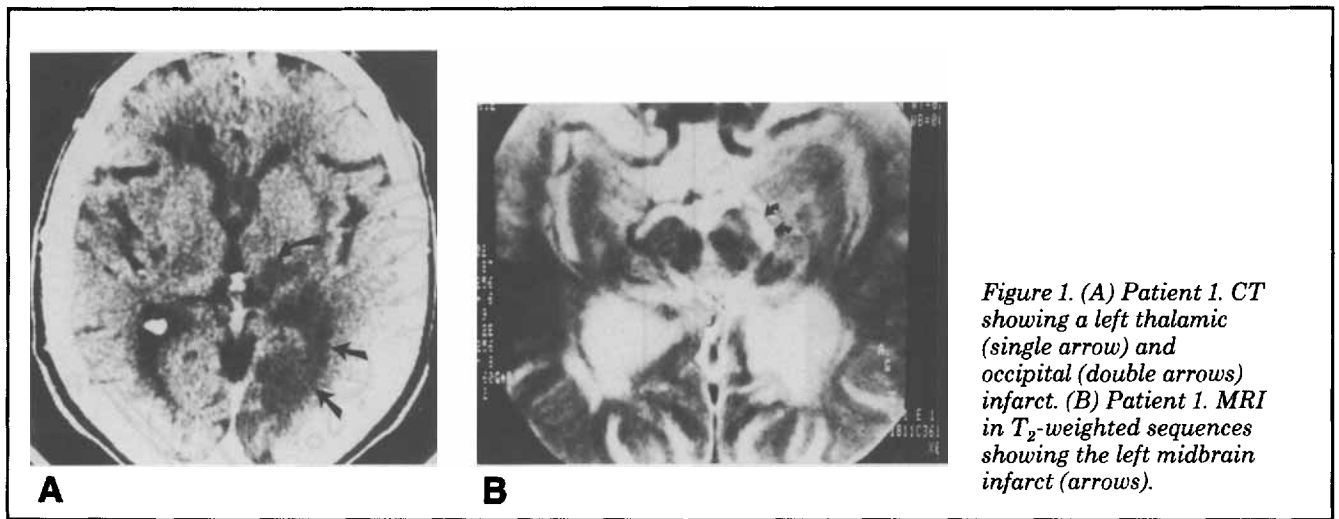 A
B
Figure 1. (A) Patient 1. CT
showing a left thalamic
(single arrow) and
occipital (double arrows)
infarct. (B) Patient 1. MRI
in T₂-weighted sequences
showing the left midbrain
infarct (arrows).